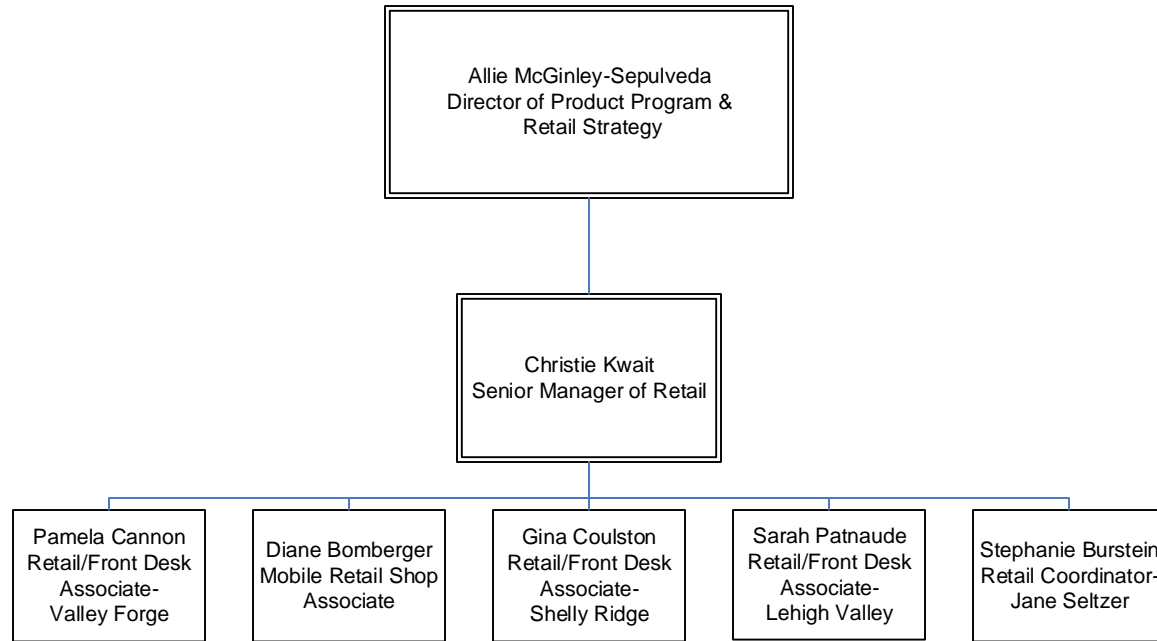 Allie McGinley-Sepulveda
Director of Product Program &
Retail Strategy
Christie Kwait
Senior Manager of Retail
Pamela Cannon
Retail/Front Desk
Associate-
Valley Forge
Diane Bomberger
Mobile Retail Shop
Associate
Gina Coulston
Retail/Front Desk
Associate-
Shelly Ridge
Sarah Patnaude
Retail/Front Desk
Associate-
Lehigh Valley
Stephanie Burstein
Retail Coordinator-
Jane Seltzer